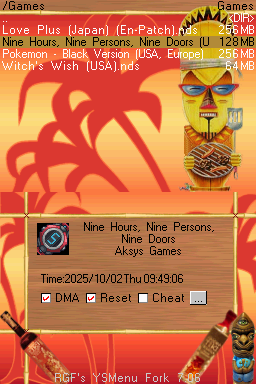 /Games Games
.. <DIR>
Love Plus (Japan) (En-Patch).nds 256MB
Nine Hours, Nine Persons, Nine Doors (U 128MB
Pokemon - Black Version (USA, Europe) 256MB
Witch's Wish (USA).nds 64MB
Nine Hours, Nine Persons,
Nine Doors
Aksys Games
Time:2025/10/02Thu 09:49:06
DMA Reset Cheat ...
RGF's YSMenu Fork 7.06